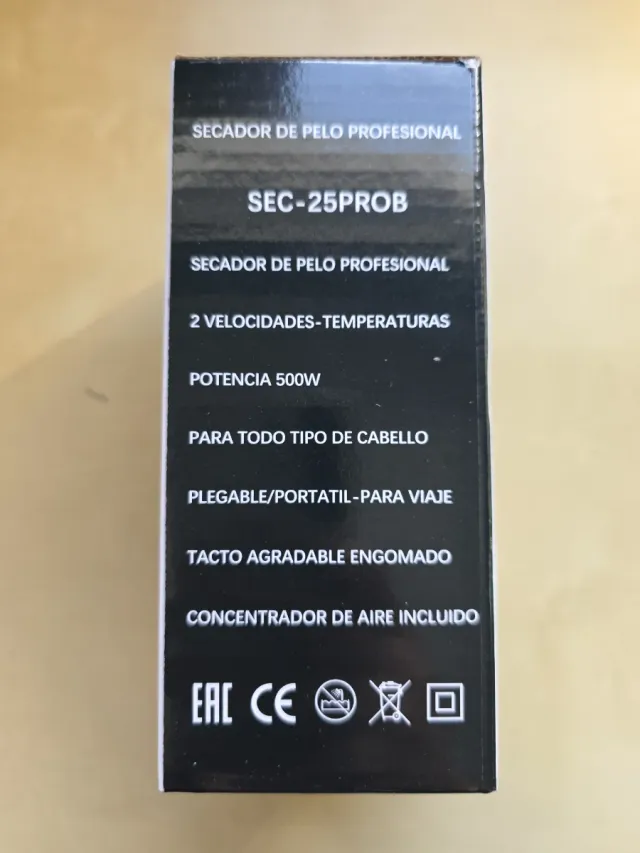 SECADOR DE PELO PROFESIONAL
SEC-25PROB
SECADOR DE PELO PROFESIONAL
2 VELOCIDADES-TEMPERATURAS
POTENCIA 500W
PARA TODO TIPO DE CABELLO
PLEGABLE/PORTATIL-PARA VIAJE
TACTO AGRADABLE ENGOMADO
CONCENTRADOR DE AIRE INCLUIDO
EAC CE